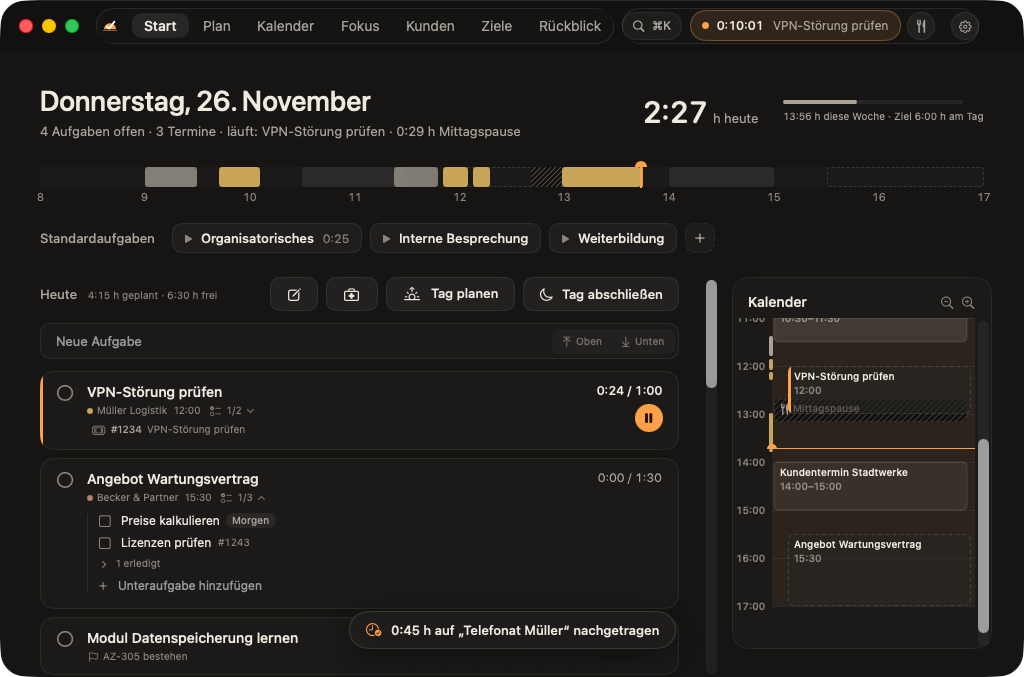 Start Plan Kalender Fokus Kunden Ziele Rückblick ⌘K 0:10:01 VPN-Störung prüfen
Donnerstag, 26. November
4 Aufgaben offen · 3 Termine · läuft: VPN-Störung prüfen · 0:29 h Mittagspause
2:27 h heute
13:56 h diese Woche · Ziel 6:00 h am Tag
8 9 10 11 12 13 14 15 16 17
Standardaufgaben Organisatorisches 0:25 Interne Besprechung Weiterbildung +
Heute 4:15 h geplant · 6:30 h frei Tag planen Tag abschließen
Neue Aufgabe Oben Unten
VPN-Störung prüfen 0:24 / 1:00
Müller Logistik 12:00 1/2
#1234 VPN-Störung prüfen
Angebot Wartungsvertrag 0:00 / 1:30
Becker & Partner 15:30 1/3
Preise kalkulieren Morgen
Lizenzen prüfen #1243
1 erledigt
+ Unteraufgabe hinzufügen
Modul Datenspeicherung lernen
AZ-305 bestehen
0:45 h auf „Telefonat Müller“ nachgetragen
Kalender
11:00 10:30–11:30
12:00 VPN-Störung prüfen
12:00
13:00 Mittagspause
14:00 Kundentermin Stadtwerke
14:00–15:00
15:00
Angebot Wartungsvertrag
16:00 15:30
17:00